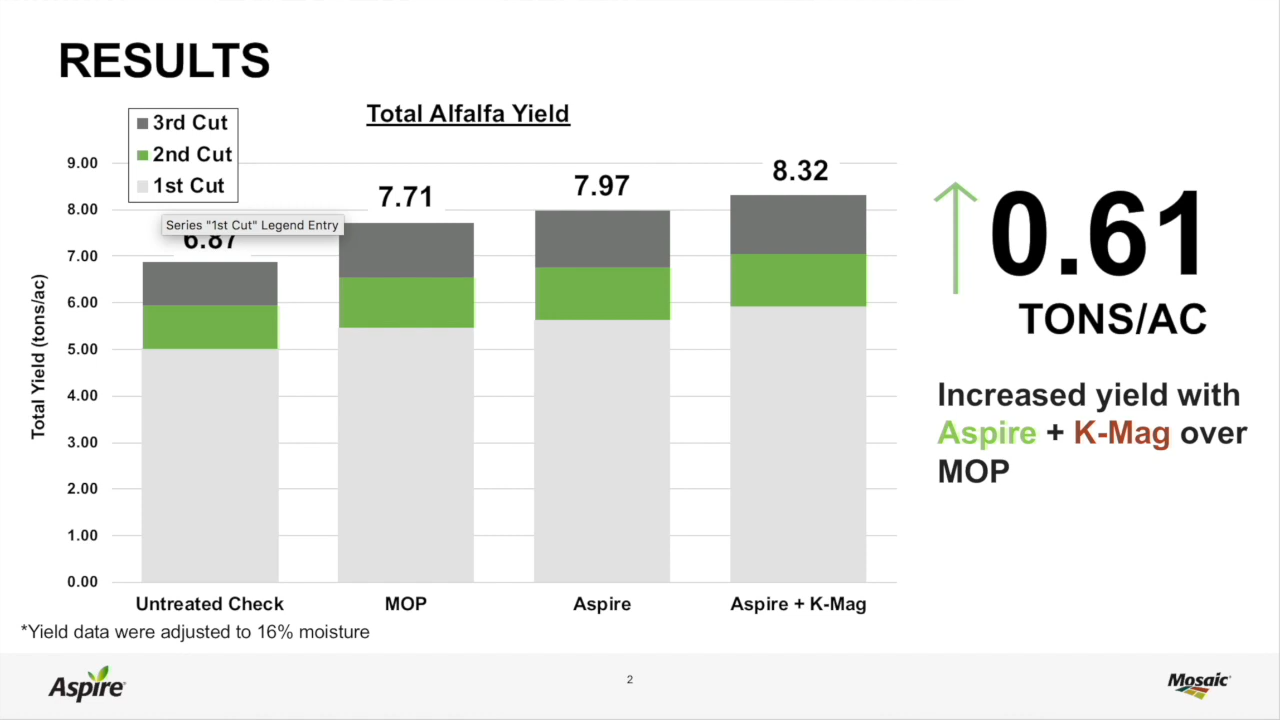 RESULTS
Total Alfalfa Yield
3rd Cut
2nd Cut
1st Cut
Series "1st Cut" Legend Entry
Total Yield (tons/ac)
9.00
8.00
7.00
6.00
5.00
4.00
3.00
2.00
1.00
0.00
6.87
7.71
7.97
8.32
Untreated Check
MOP
Aspire
Aspire + K-Mag
*Yield data were adjusted to 16% moisture
0.61
TONS/AC
Increased yield with
Aspire + K-Mag over
MOP
Aspire
2
Mosaic